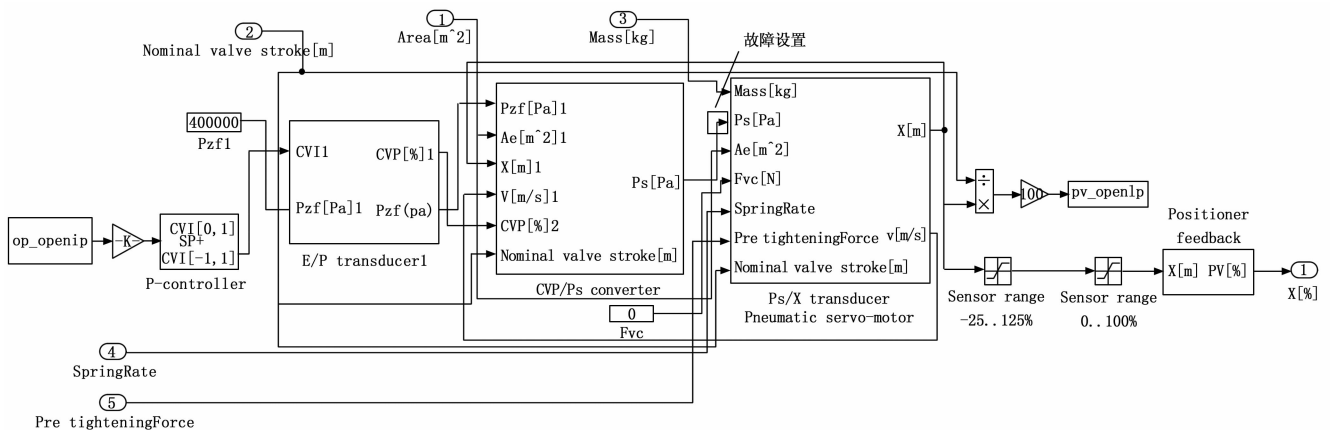 2
Nominal valve stroke[m]
1
Area[m^2]
3
Mass[kg]
故障设置
400000
Pzf1
CVI1
CVP[%]1
Pzf[Pa]1
Pzf(pa)
E/P transducer1
op_openip
-K-
CVI[0,1]
SP+
CVI[-1,1]
P-controller
Pzf[Pa]1
Ae[m^2]1
X[m]1
V[m/s]1
CVP[%]2
Nominal valve stroke[m]
Ps[Pa]
CVP/Ps converter
Mass[kg]
Ps[Pa]
Ae[m^2]
Fvc[N]
SpringRate
Pre tighteningForce
Nominal valve stroke[m]
X[m]
v[m/s]
Ps/X transducer
Pneumatic servo-motor
0
Fvc
÷
×
100
pv_openlp
Sensor range
-25..125%
Sensor range
0..100%
Positioner
feedback
X[m] PV[%]
1
X[%]
4
SpringRate
5
Pre tighteningForce